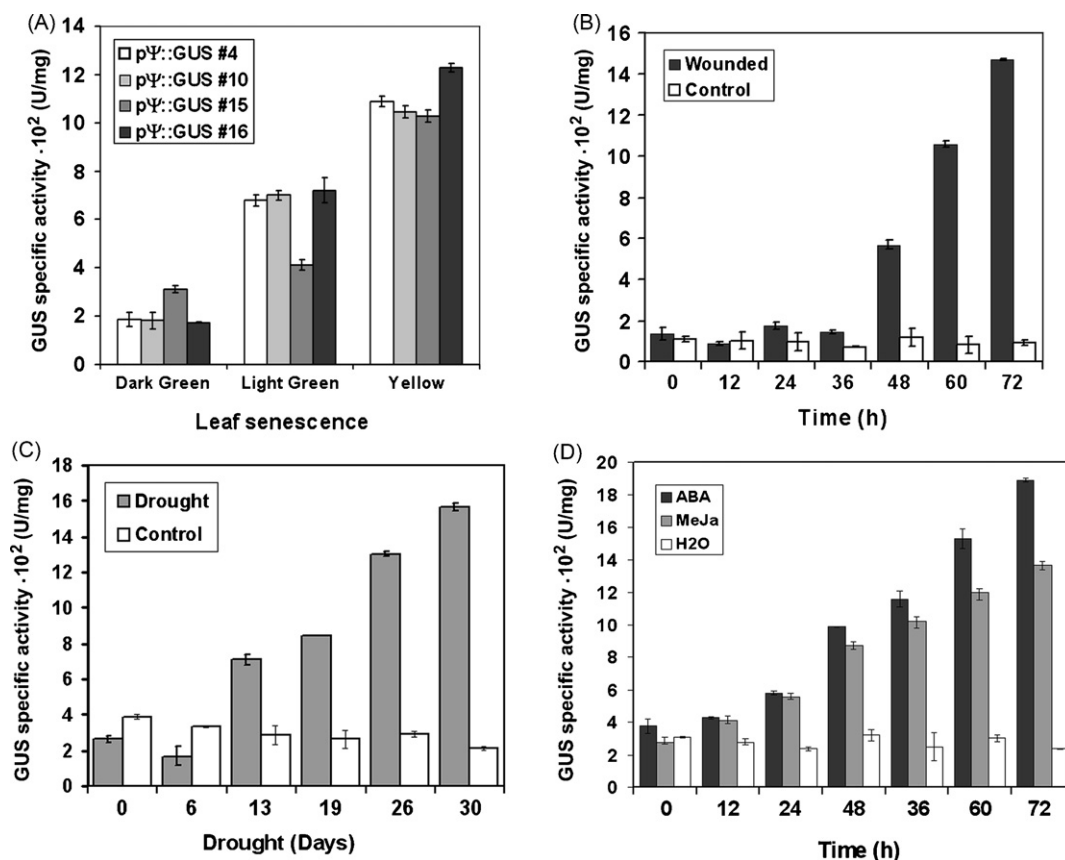 (A)
GUS specific activity ·10² (U/mg)
14
12
10
8
6
4
2
0
pΨ::GUS #4
pΨ::GUS #10
pΨ::GUS #15
pΨ::GUS #16
Dark Green Light Green Yellow
Leaf senescence
(B)
GUS specific activity ·10² (U/mg)
16
14
12
10
8
6
4
2
0
Wounded
Control
0 12 24 36 48 60 72
Time (h)
(C)
GUS specific activity ·10² (U/mg)
18
16
14
12
10
8
6
4
2
0
Drought
Control
0 6 13 19 26 30
Drought (Days)
(D)
GUS specific activity ·10² (U/mg)
20
18
16
14
12
10
8
6
4
2
0
ABA
MeJa
H2O
0 12 24 48 36 60 72
Time (h)